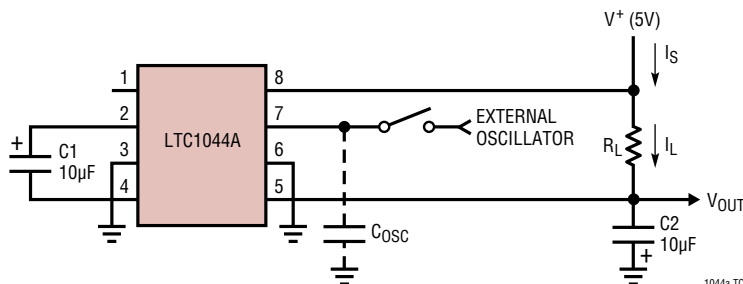 V+ (5V)
IS
1
8
2
7
LTC1044A
EXTERNAL
OSCILLATOR
+
C1
10µF
3
6
RL
IL
4
5
VOUT
COSC
C2
10µF
+